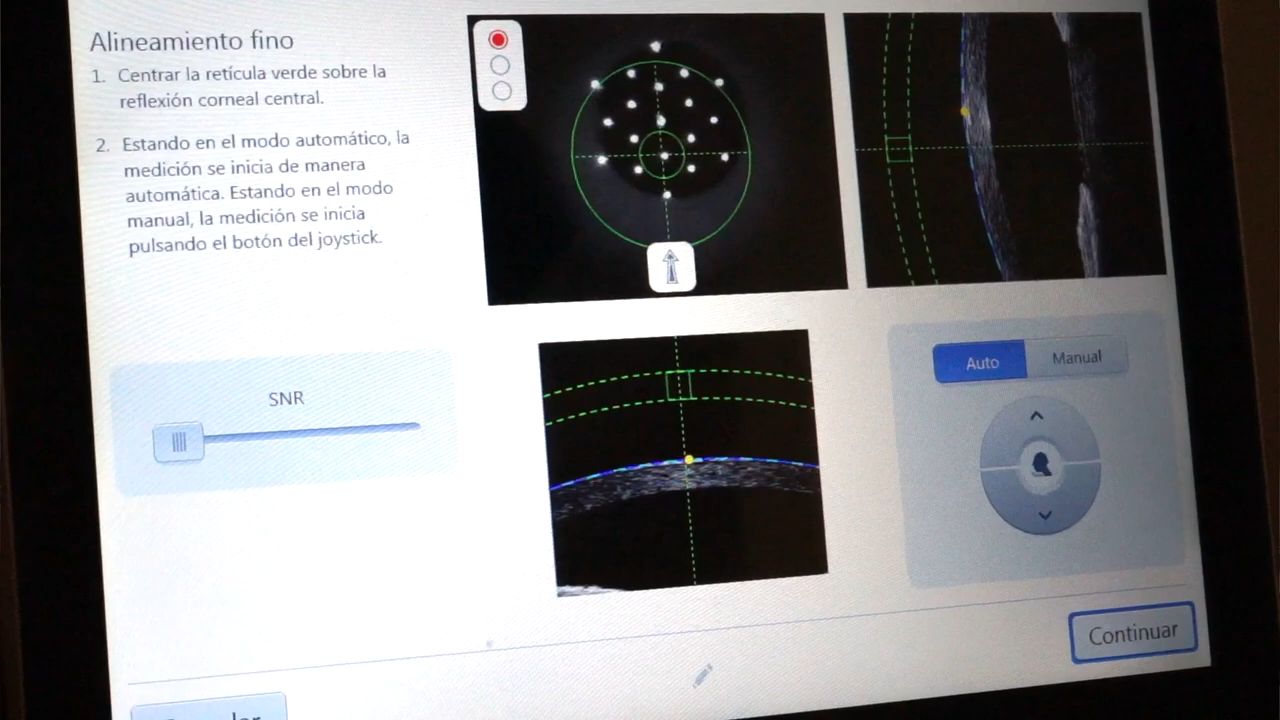 Alineamiento fino
1. Centrar la retícula verde sobre la
reflexión corneal central.
2. Estando en el modo automático, la
medición se inicia de manera
automática. Estando en el modo
manual, la medición se inicia
pulsando el botón del joystick.
SNR
Auto
Manual
Continuar